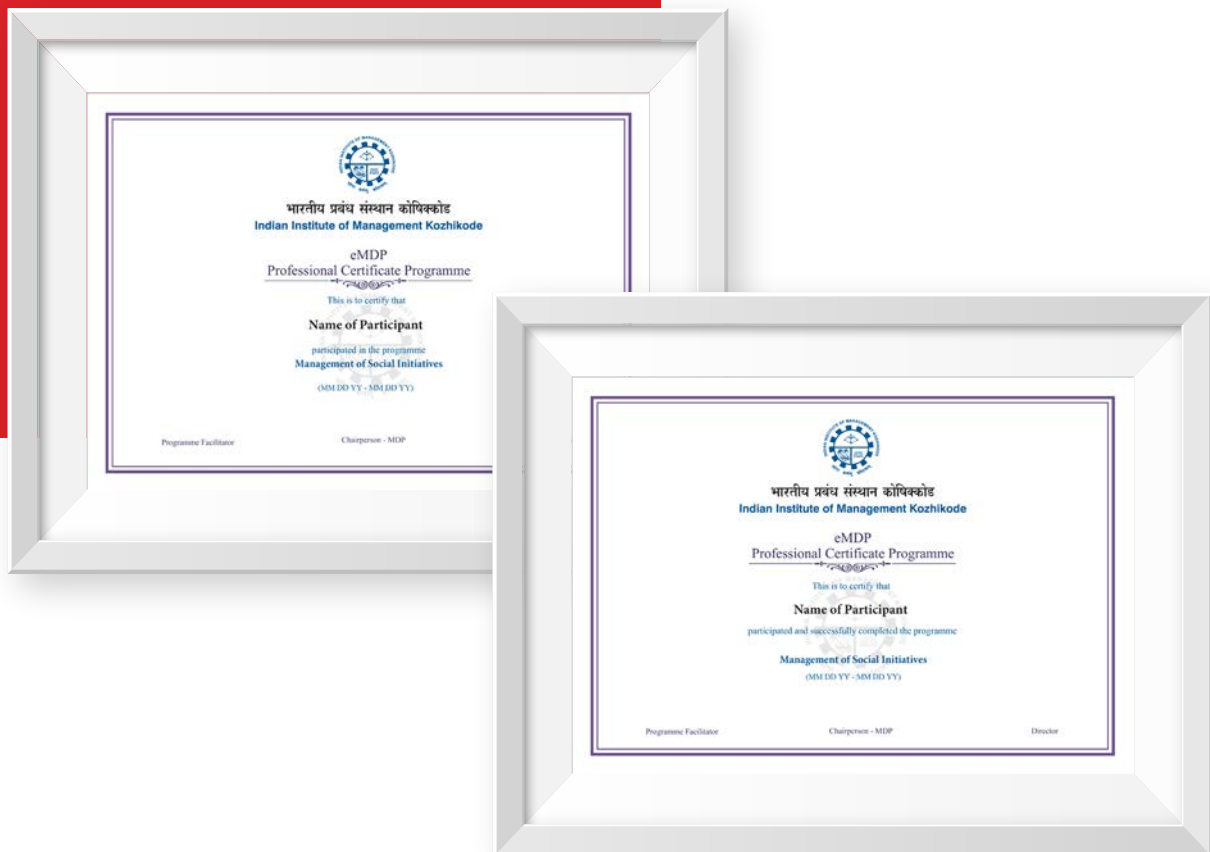 भारतीय प्रबंध संस्थान कोषिक्कोड
Indian Institute of Management Kozhikode
eMDP
Professional Certificate Programme
This is to certify that
Name of Participant
participated in the programme
Management of Social Initiatives
(MM DD YY - MM DD YY)
Programme Facilitator
Chairperson - MDP
भारतीय प्रबंध संस्थान कोषिक्कोड
Indian Institute of Management Kozhikode
eMDP
Professional Certificate Programme
This is to certify that
Name of Participant
participated and successfully completed the programme
Management of Social Initiatives
(MM DD YY - MM DD YY)
Programme Facilitator
Chairperson - MDP
Director